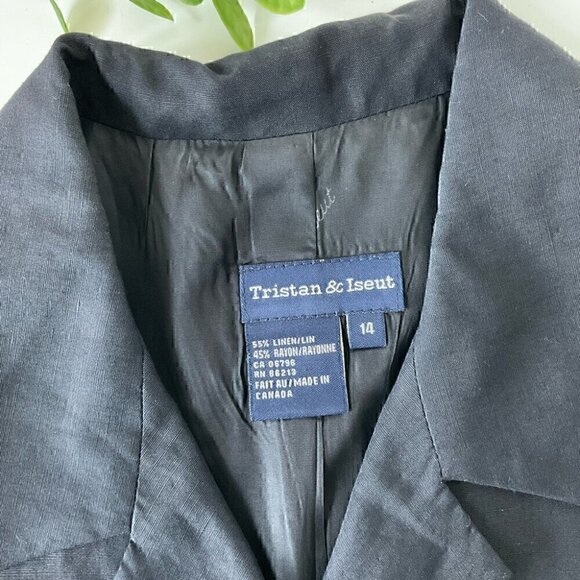 Tristan & Iseut
14
55% LINEN/LIN
45% RAYON/RAYONNE
CA 06796
RN 86213
FAIT AU/MADE IN
CANADA